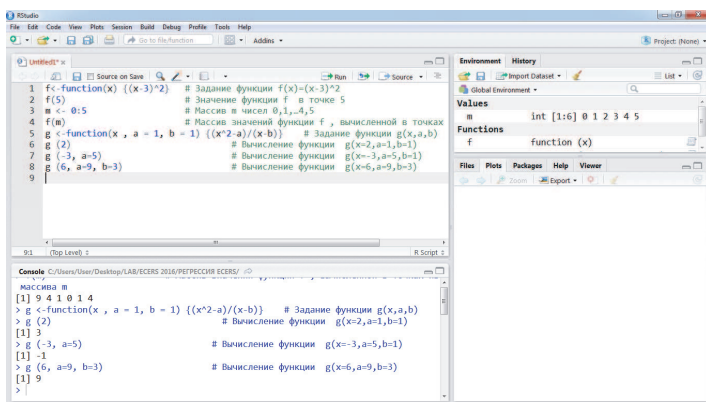 RStudio
File Edit Code View Plots Session Build Debug Profile Tools Help
Go to file/function Addins Project: (None)
Untitled1* ×
Source on Save Run Source
1 f<-function(x) {(x-3)^2} # Задание функции f(x)=(x-3)^2
2 f(5) # Значение функции f в точке 5
3 m <- 0:5 # Массив m чисел 0,1,…4,5
4 f(m) # Массив значений функции f , вычисленной в точках
5 g <-function(x , a = 1, b = 1) {(x^2-a)/(x-b)} # Задание функции g(x,a,b)
6 g (2) # Вычисление функции g(x=2,a=1,b=1)
7 g (-3, a=5) # Вычисление функции g(x=-3,a=5,b=1)
8 g (6, a=9, b=3) # Вычисление функции g(x=6,a=9,b=3)
9
9:1 (Top Level) R Script
Console C:/Users/User/Desktop/LAB/ECERS 2016/РЕГРЕССИЯ ECERS/
массива m
[1] 9 4 1 0 1 4
> g <-function(x , a = 1, b = 1) {(x^2-a)/(x-b)} # Задание функции g(x,a,b)
> g (2) # Вычисление функции g(x=2,a=1,b=1)
[1] 3
> g (-3, a=5) # Вычисление функции g(x=-3,a=5,b=1)
[1] -1
> g (6, a=9, b=3) # Вычисление функции g(x=6,a=9,b=3)
[1] 9
>
Environment History
Import Dataset List
Global Environment
Values
m int [1:6] 0 1 2 3 4 5
Functions
f function (x)
Files Plots Packages Help Viewer
Zoom Export